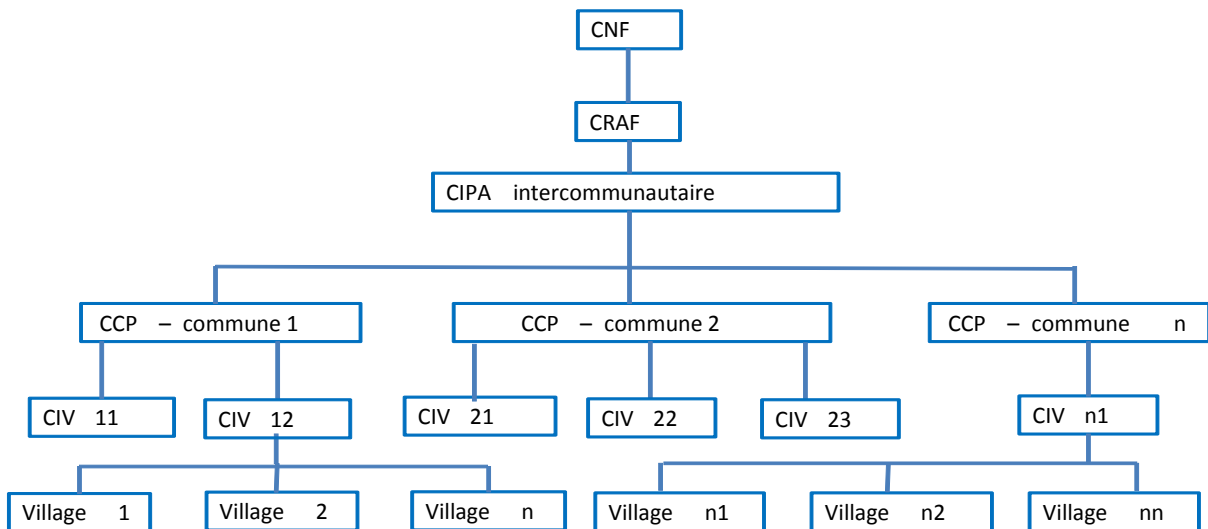 CNF
CRAF
CIPA intercommunautaire
CCP – commune 1
CCP – commune 2
CCP – commune n
CIV 11
CIV 12
CIV 21
CIV 22
CIV 23
CIV n1
Village 1
Village 2
Village n
Village n1
Village n2
Village nn